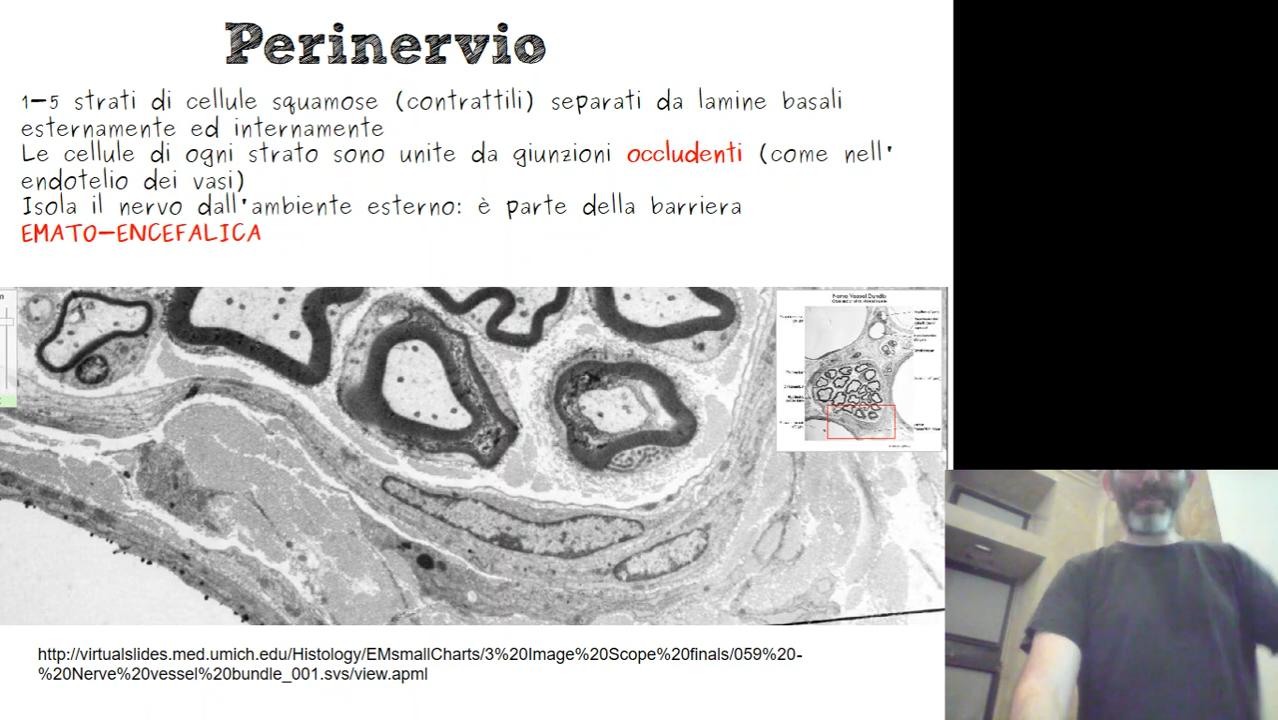 Perinervio
1-5 strati di cellule squamose (contrattili) separati da lamine basali
esternamente ed internamente
Le cellule di ogni strato sono unite da giunzioni occludenti (come nell'
endotelio dei vasi)
Isola il nervo dall'ambiente esterno: è parte della barriera
EMATO-ENCEFALICA
Nerve Vessel Bundle
http://virtualslides.med.umich.edu/Histology/EMsmallCharts/3%20Image%20Scope%20finals/059%20-
%20Nerve%20vessel%20bundle_001.svs/view.apml